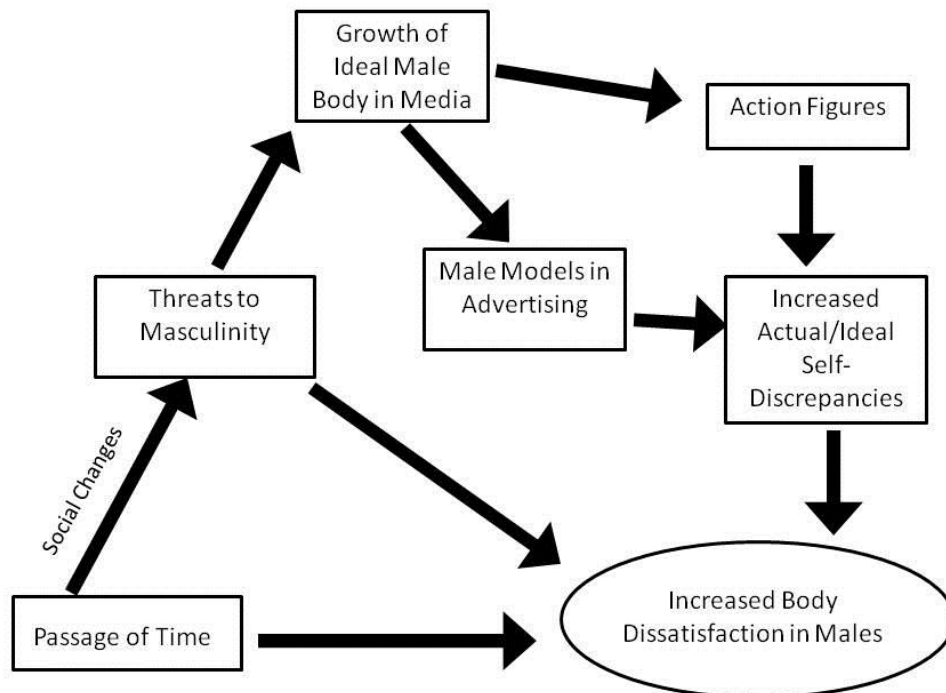 Growth of
Ideal Male
Body in Media
Action Figures
Threats to
Masculinity
Male Models in
Advertising
Increased
Actual/Ideal
Self-
Discrepancies
Social Changes
Passage of Time
Increased Body
Dissatisfaction in Males